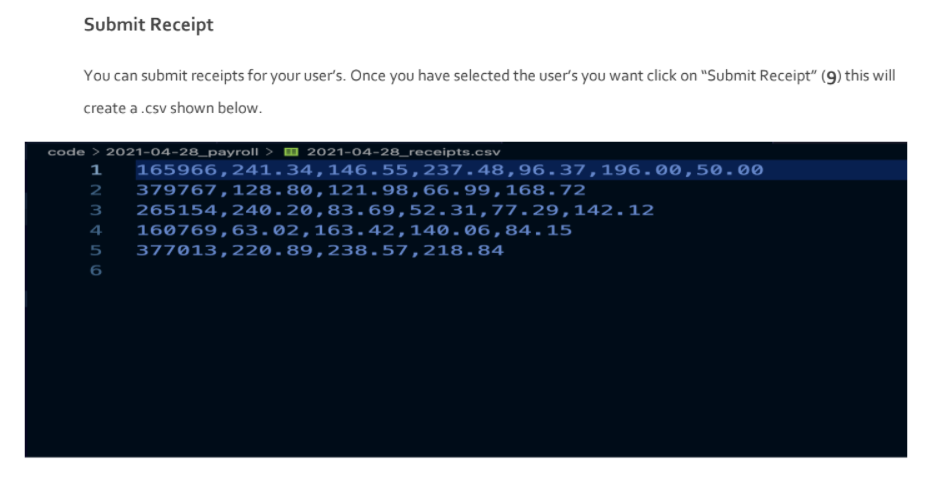 Submit Receipt
You can submit receipts for your user's. Once you have selected the user's you want click on "Submit Receipt" (9) this will
create a .csv shown below.
code > 2021-04-28_payroll > 2021-04-28_receipts.csv
1 165966,241.34,146.55,237.48,96.37,196.00,50.00
2 379767,128.80,121.98,66.99,168.72
3 265154,240.20,83.69,52.31,77.29,142.12
4 160769,63.02,163.42,140.06,84.15
5 377013,220.89,238.57,218.84
6